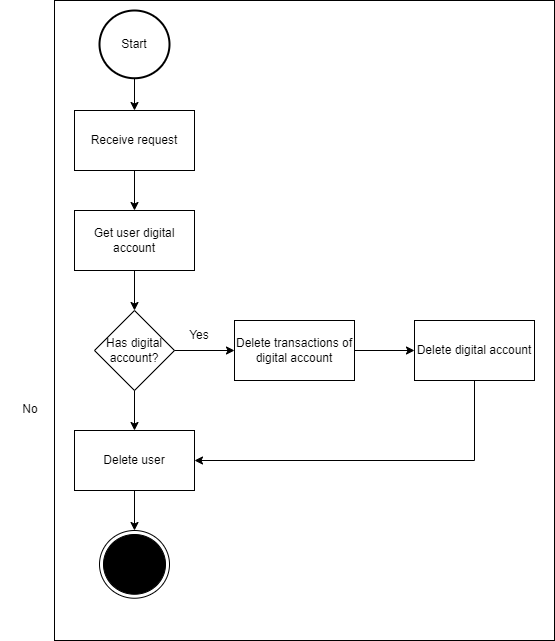 Start
Receive request
Get user digital
account
Has digital
account?
Yes
Delete transactions of
digital account
Delete digital account
No
Delete user